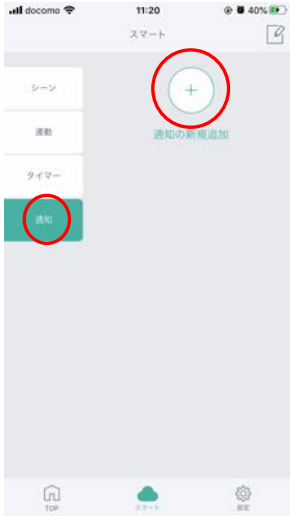 docomo 11:20 40%
スマート
シーン
連動
通知の新規追加
タイマー
通知
TOP
スマート
設定